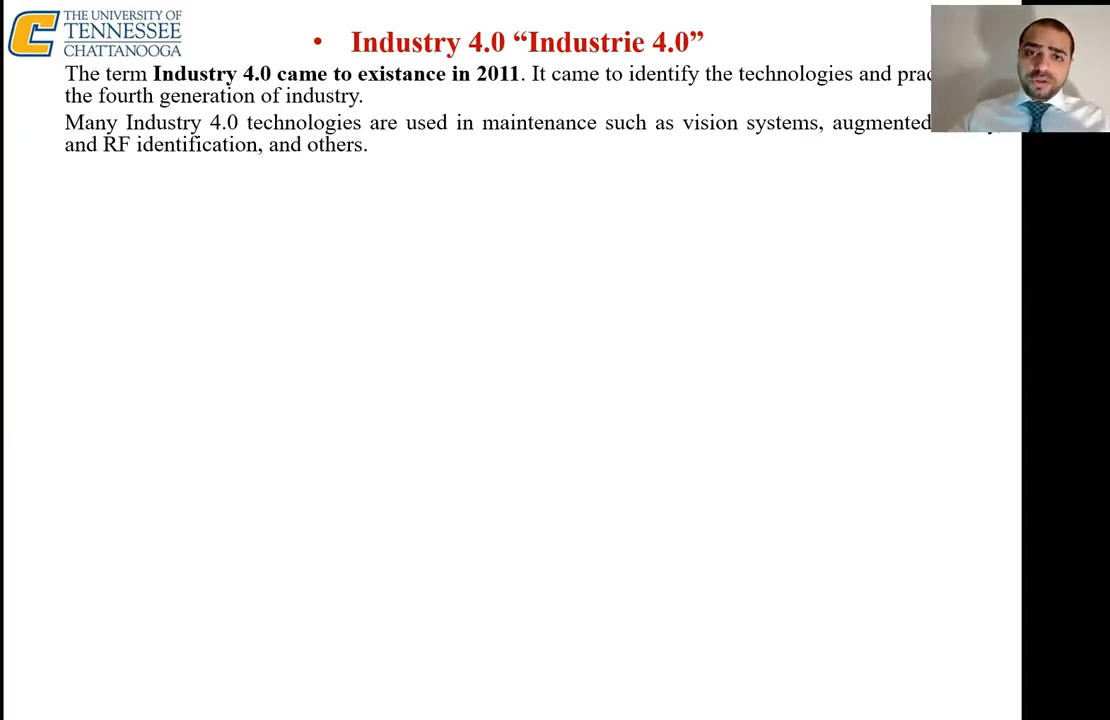 THE UNIVERSITY OF
TENNESSEE
CHATTANOOGA
• Industry 4.0 “Industrie 4.0”
The term Industry 4.0 came to existance in 2011. It came to identify the technologies and
the fourth generation of industry.
Many Industry 4.0 technologies are used in maintenance such as vision systems, augmented
and RF identification, and others.